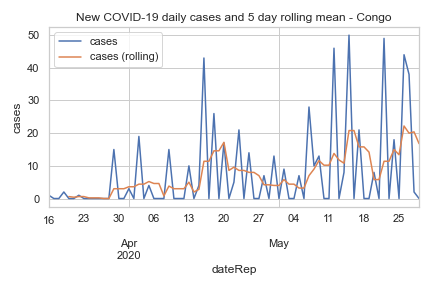 New COVID-19 daily cases and 5 day rolling mean - Congo
cases
cases (rolling)
50
40
30
20
10
0
cases
16 23 30 06 13 20 27 04 11 18 25
Apr May
2020
dateRep